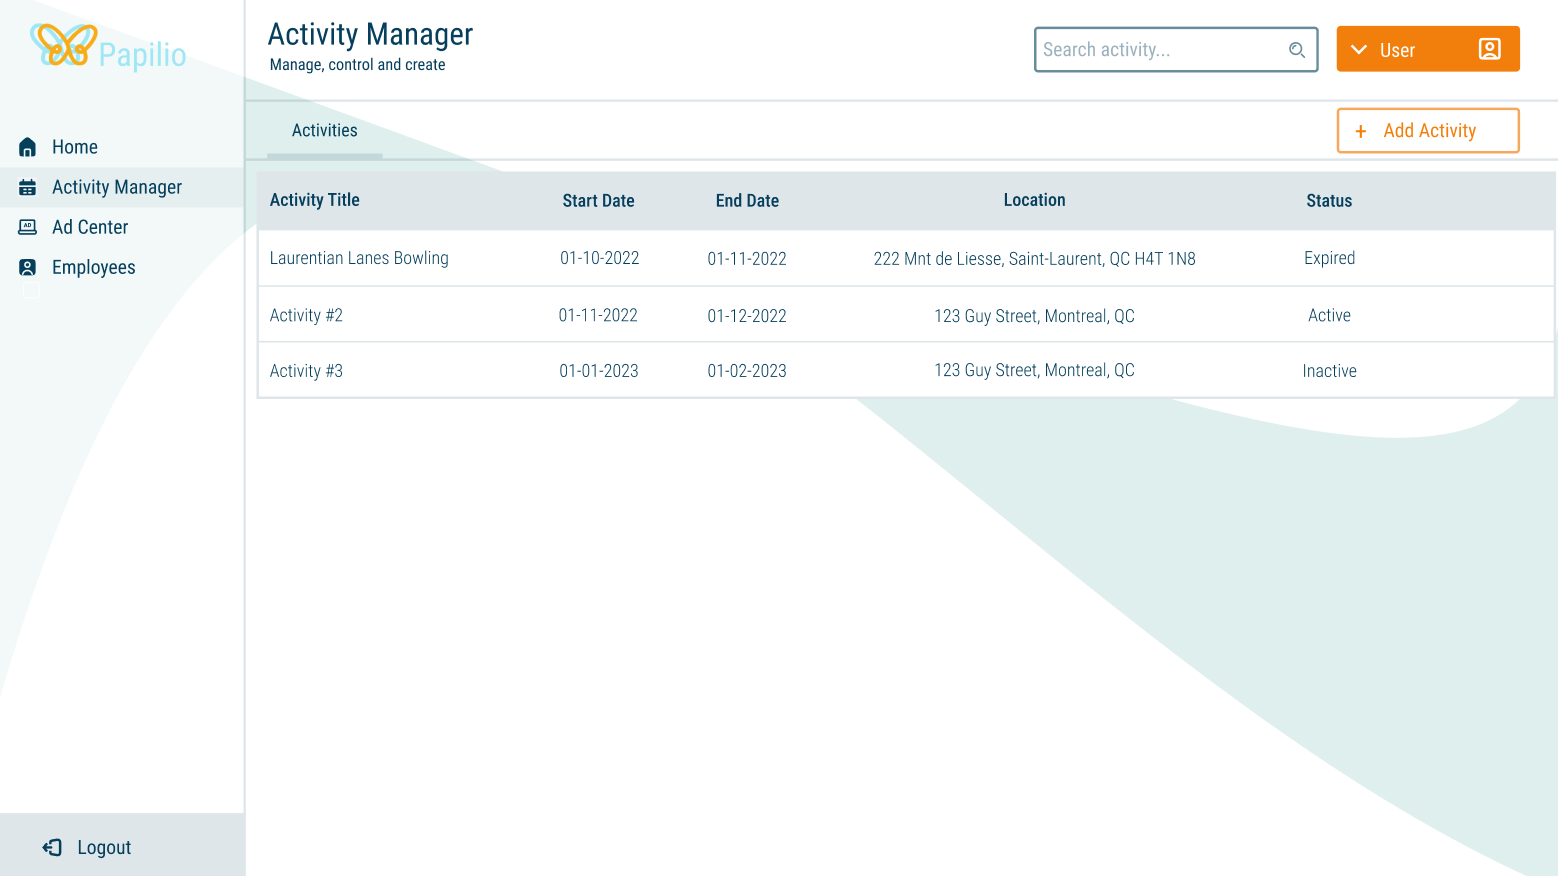 Papilio
Activity Manager
Manage, control and create
Search activity...
User
Home
Activity Manager
AD Ad Center
Employees
Activities
+ Add Activity
Activity Title Start Date End Date Location Status
Laurentian Lanes Bowling 01-10-2022 01-11-2022 222 Mnt de Liesse, Saint-Laurent, QC H4T 1N8 Expired
Activity #2 01-11-2022 01-12-2022 123 Guy Street, Montreal, QC Active
Activity #3 01-01-2023 01-02-2023 123 Guy Street, Montreal, QC Inactive
Logout